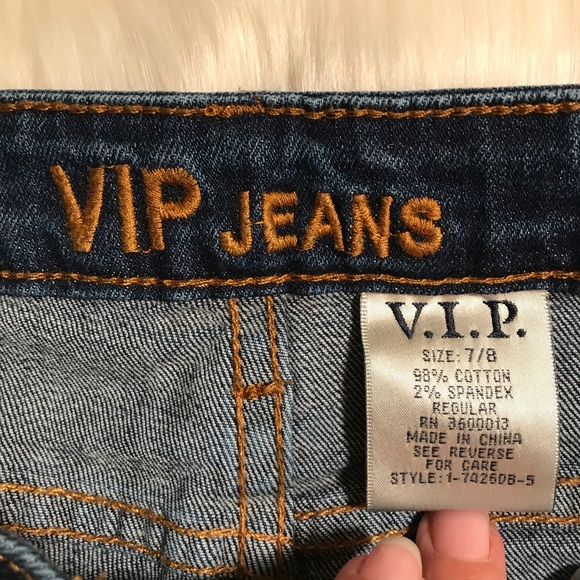 VIP JEANS
V.I.P.
SIZE: 7/8
98% COTTON
2% SPANDEX
REGULAR
RN 3600013
MADE IN CHINA
SEE REVERSE
FOR CARE
STYLE: 1-74260B-5